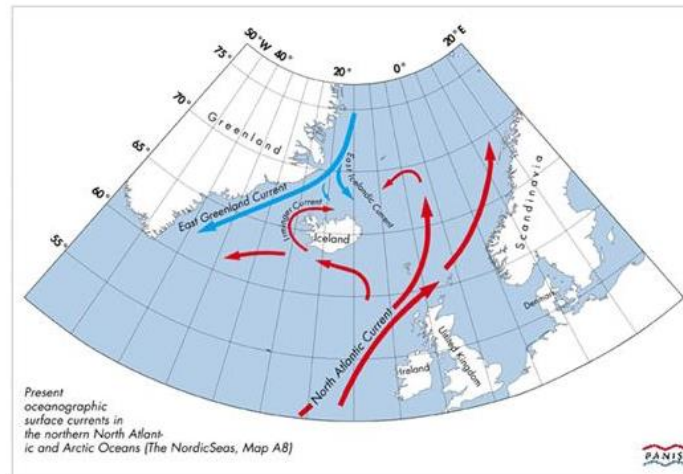 50°W
40°
20°
0°
20°E
75°
70°
65°
60°
55°
Greenland
East Greenland Current
East Icelandic Current
Irminger Current
Iceland
Scandinavia
Denmark
North Atlantic Current
United Kingdom
Ireland
Present
oceanographic
surface currents in
the northern North Atlant-
ic and Arctic Oceans (The NordicSeas, Map A8)
PANIS